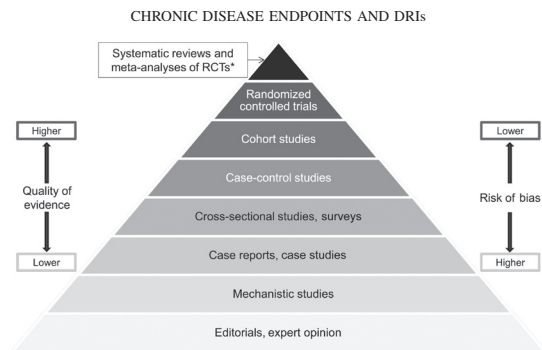 CHRONIC DISEASE ENDPOINTS AND DRIs
Systematic reviews and
meta-analyses of RCTs*
Randomized
controlled trials
Higher
Lower
Cohort studies
Case-control studies
Quality of
evidence
Risk of bias
Cross-sectional studies, surveys
Case reports, case studies
Lower
Higher
Mechanistic studies
Editorials, expert opinion